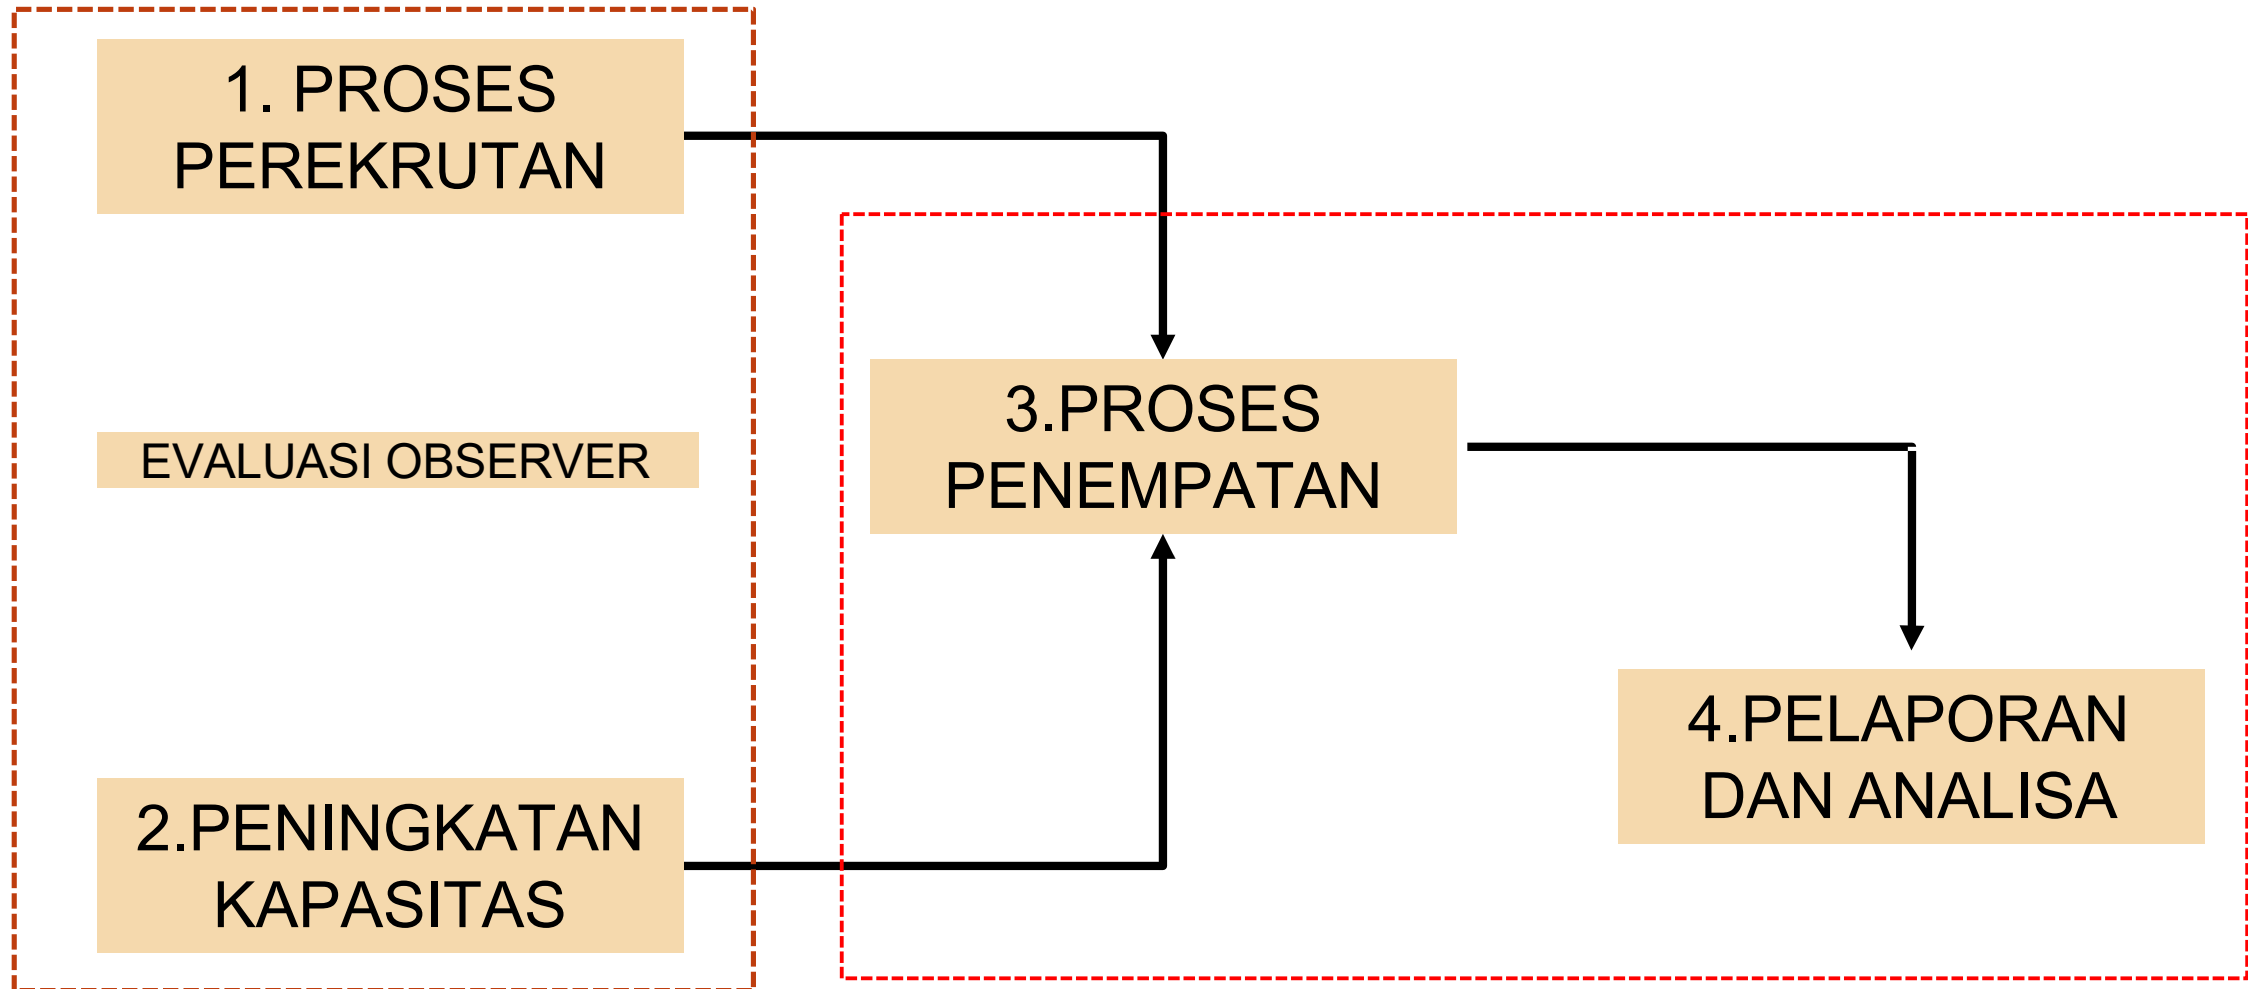 1. PROSES
PEREKRUTAN
EVALUASI OBSERVER
2.PENINGKATAN
KAPASITAS
3.PROSES
PENEMPATAN
4.PELAPORAN
DAN ANALISA